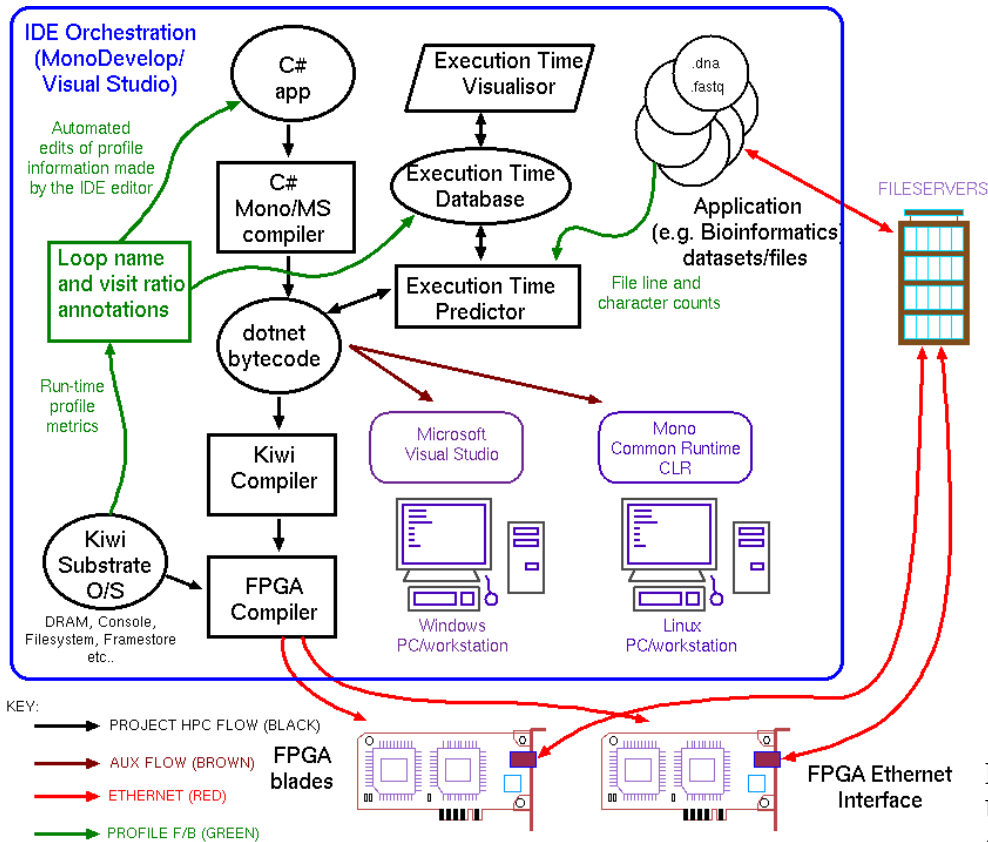 IDE Orchestration
(MonoDevelop/
Visual Studio)
C#
app
Execution Time
Visualisor
.dna
.fastq
Automated
edits of profile
information made
by the IDE editor
C#
Mono/MS
compiler
Execution Time
Database
Application
(e.g. Bioinformatics)
datasets/files
FILESERVERS
Loop name
and visit ratio
annotations
Execution Time
Predictor
File line and
character counts
dotnet
bytecode
Run-time
profile
metrics
Microsoft
Visual Studio
Mono
Common Runtime
CLR
Kiwi
Compiler
Kiwi
Substrate
O/S
FPGA
Compiler
DRAM, Console,
Filesystem, Framestore
etc..
Windows
PC/workstation
Linux
PC/workstation
KEY:
PROJECT HPC FLOW (BLACK)
AUX FLOW (BROWN)
ETHERNET (RED)
PROFILE F/B (GREEN)
FPGA
blades
FPGA Ethernet
Interface